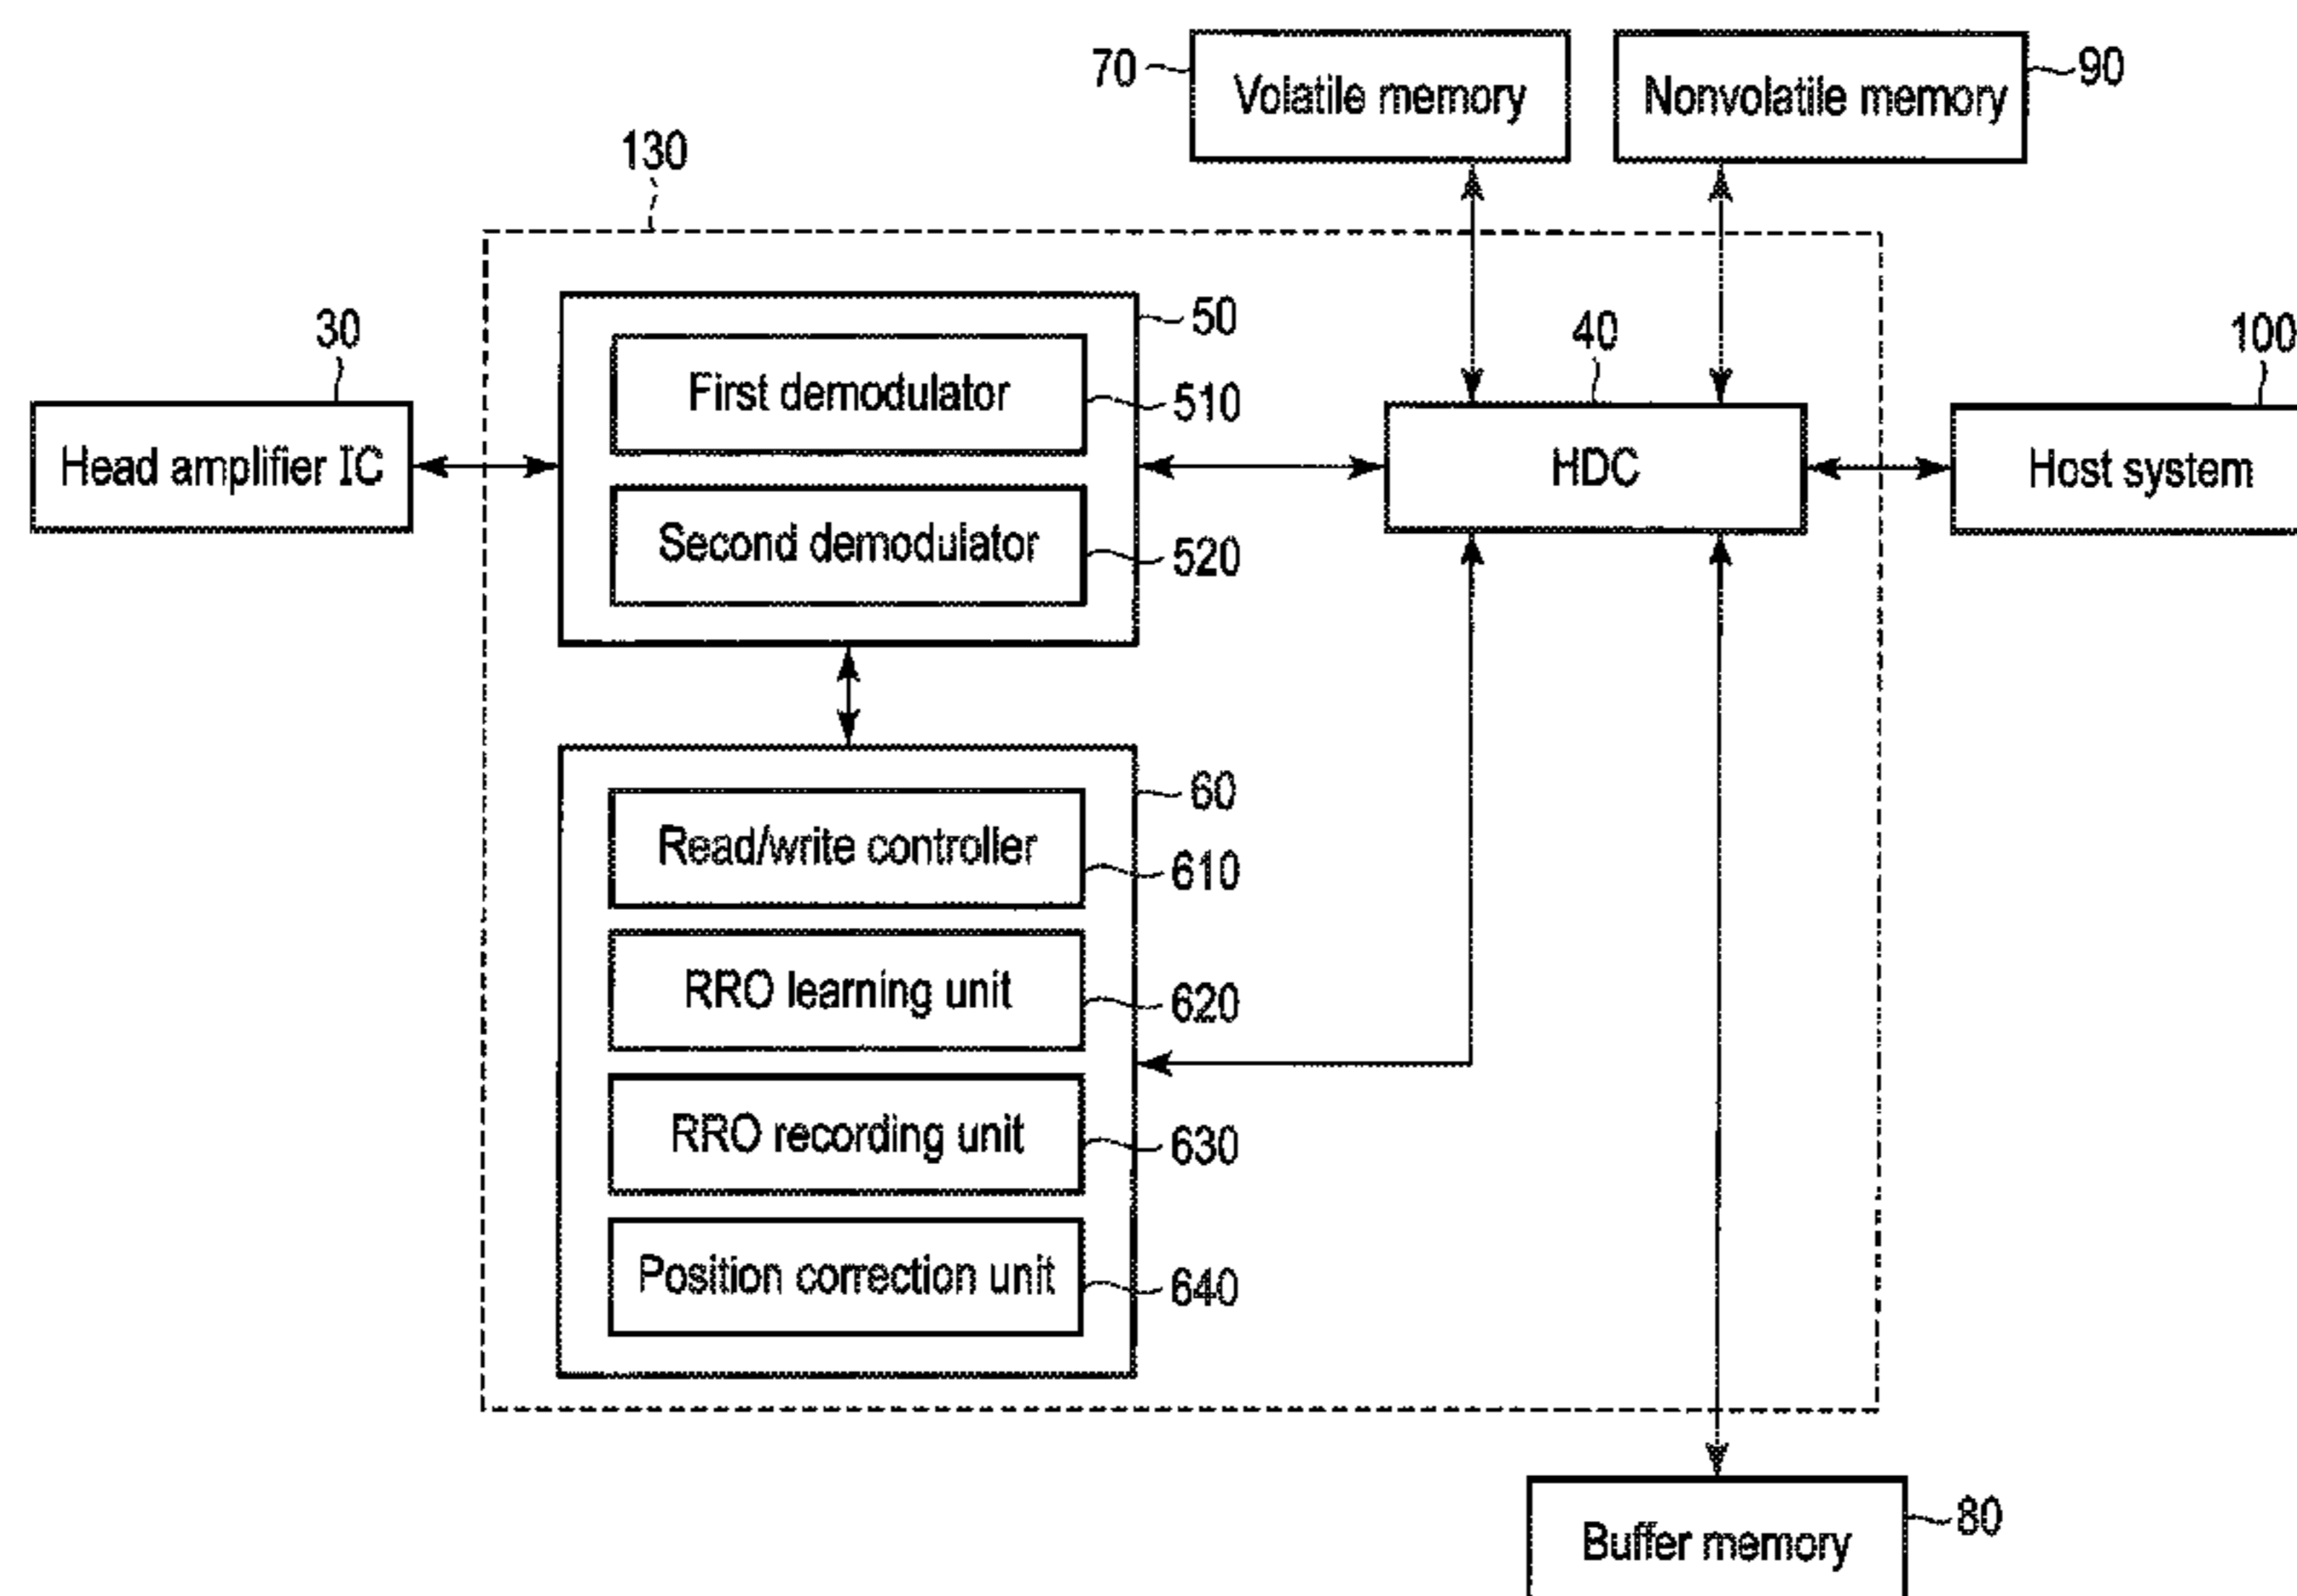 70
Volatile memory
Nonvolatile memory
90
130
30
Head amplifier IC
50
First demodulator
510
Second demodulator
520
40
HDC
100
Host system
60
Read/write controller
610
RRO learning unit
620
RRO recording unit
630
Position correction unit
640
Buffer memory
80